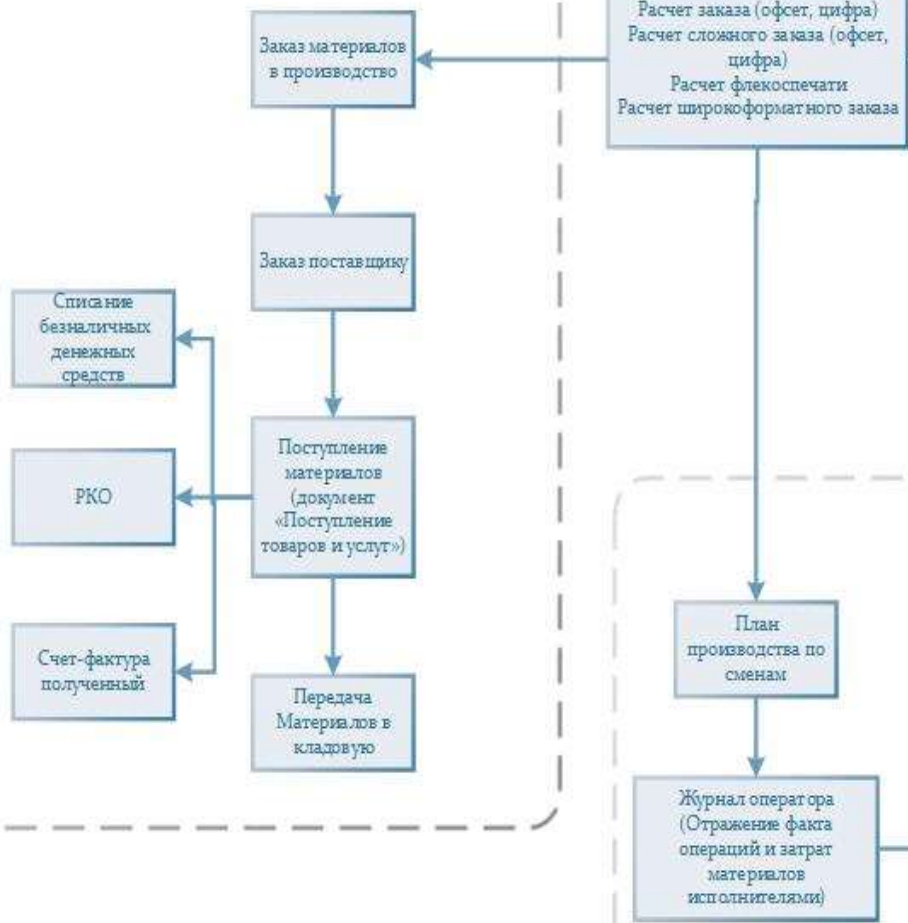 Расчет заказа (офсет, цифра)
Расчет сложного заказа (офсет,
цифра)
Расчет флекоспечати
Расчет широкоформатного заказа
Заказ материалов
в производство
Заказ поставщику
Списание
безналичных
денежных
средств
Поступление
материалов
(документ
«Поступление
товаров и услуг»)
РКО
Счет-фактура
полученный
Передача
Материалов в
кладовую
План
производства по
сменам
Журнал оператора
(Отражение факта
операций и затрат
материалов
исполнителями)